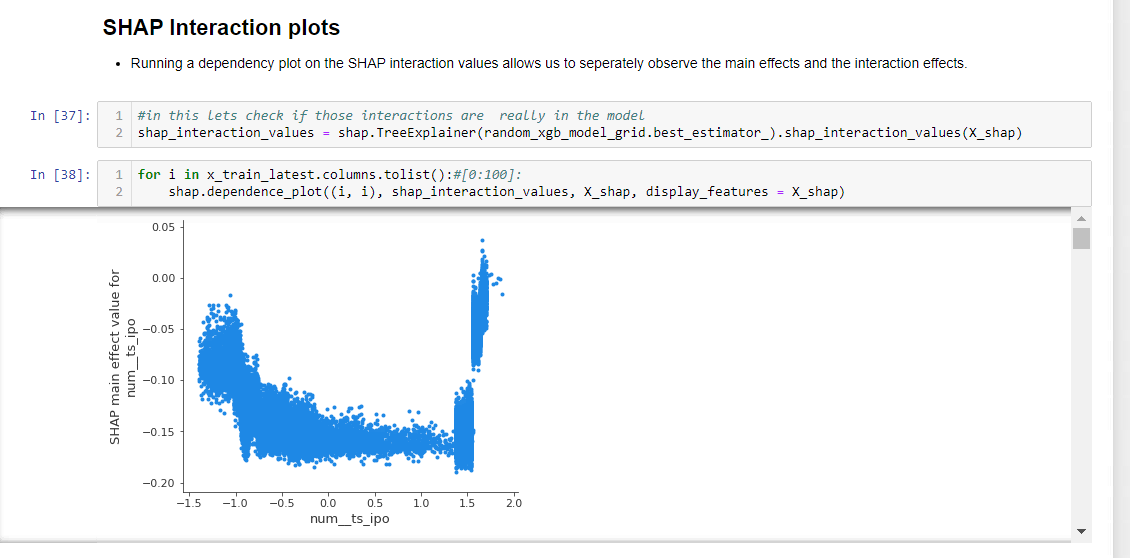 SHAP Interaction plots
• Running a dependency plot on the SHAP interaction values allows us to seperately observe the main effects and the interaction effects.
In [37]:
1 #in this lets check if those interactions are  really in the model
2 shap_interaction_values = shap.TreeExplainer(random_xgb_model_grid.best_estimator_).shap_interaction_values(X_shap)
In [38]:
1 for i in x_train_latest.columns.tolist():#[0:100]:
2     shap.dependence_plot((i, i), shap_interaction_values, X_shap, display_features = X_shap)
SHAP main effect value for
num__ts_ipo
0.05
0.00
−0.05
−0.10
−0.15
−0.20
−1.5 −1.0 −0.5 0.0 0.5 1.0 1.5 2.0
num__ts_ipo